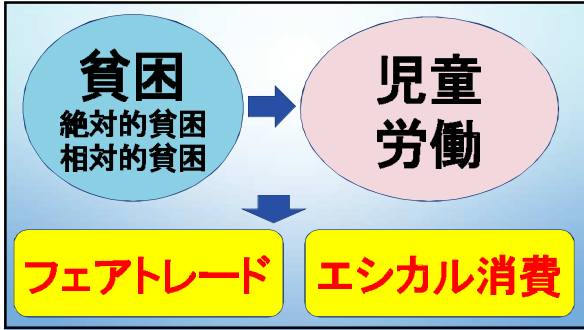 貧困
絶対的貧困
相対的貧困
児童
労働
フェアトレード
エシカル消費